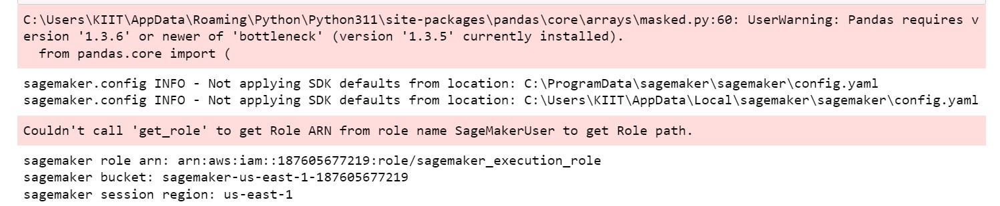 C:\Users\KIIT\AppData\Roaming\Python\Python311\site-packages\pandas\core\arrays\masked.py:60: UserWarning: Pandas requires v
ersion '1.3.6' or newer of 'bottleneck' (version '1.3.5' currently installed).
  from pandas.core import (
sagemaker.config INFO - Not applying SDK defaults from location: C:\ProgramData\sagemaker\sagemaker\config.yaml
sagemaker.config INFO - Not applying SDK defaults from location: C:\Users\KIIT\AppData\Local\sagemaker\sagemaker\config.yaml
Couldn't call 'get_role' to get Role ARN from role name SageMakerUser to get Role path.
sagemaker role arn: arn:aws:iam::187605677219:role/sagemaker_execution_role
sagemaker bucket: sagemaker-us-east-1-187605677219
sagemaker session region: us-east-1